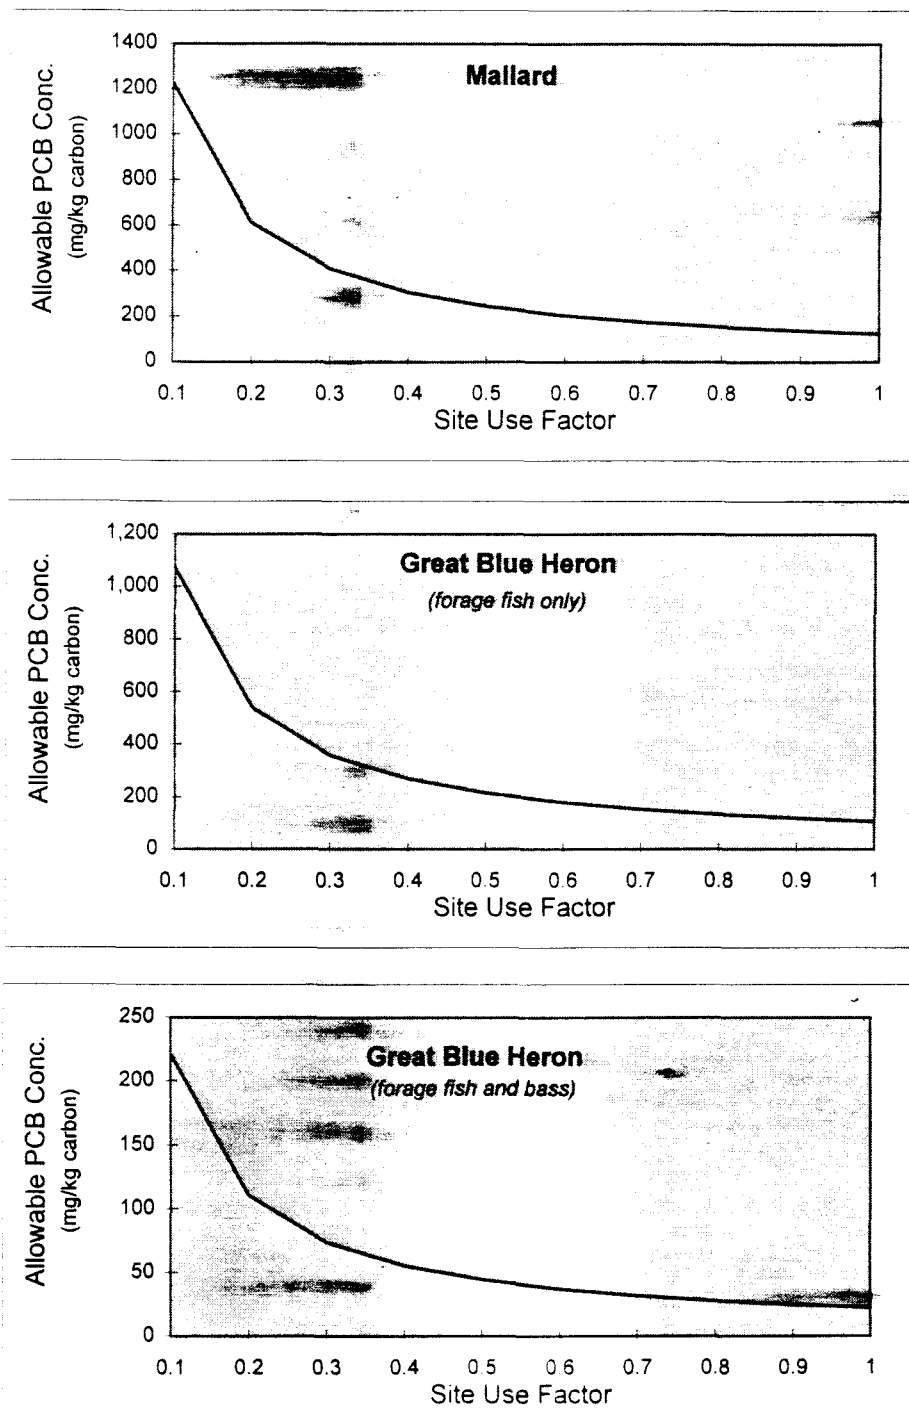 Mallard
Allowable PCB Conc.
(mg/kg carbon)
1400
1200
1000
800
600
400
200
0
0.1 0.2 0.3 0.4 0.5 0.6 0.7 0.8 0.9 1
Site Use Factor
Great Blue Heron
(forage fish only)
Allowable PCB Conc.
(mg/kg carbon)
1,200
1,000
800
600
400
200
0
0.1 0.2 0.3 0.4 0.5 0.6 0.7 0.8 0.9 1
Site Use Factor
Great Blue Heron
(forage fish and bass)
Allowable PCB Conc.
(mg/kg carbon)
250
200
150
100
50
0
0.1 0.2 0.3 0.4 0.5 0.6 0.7 0.8 0.9 1
Site Use Factor